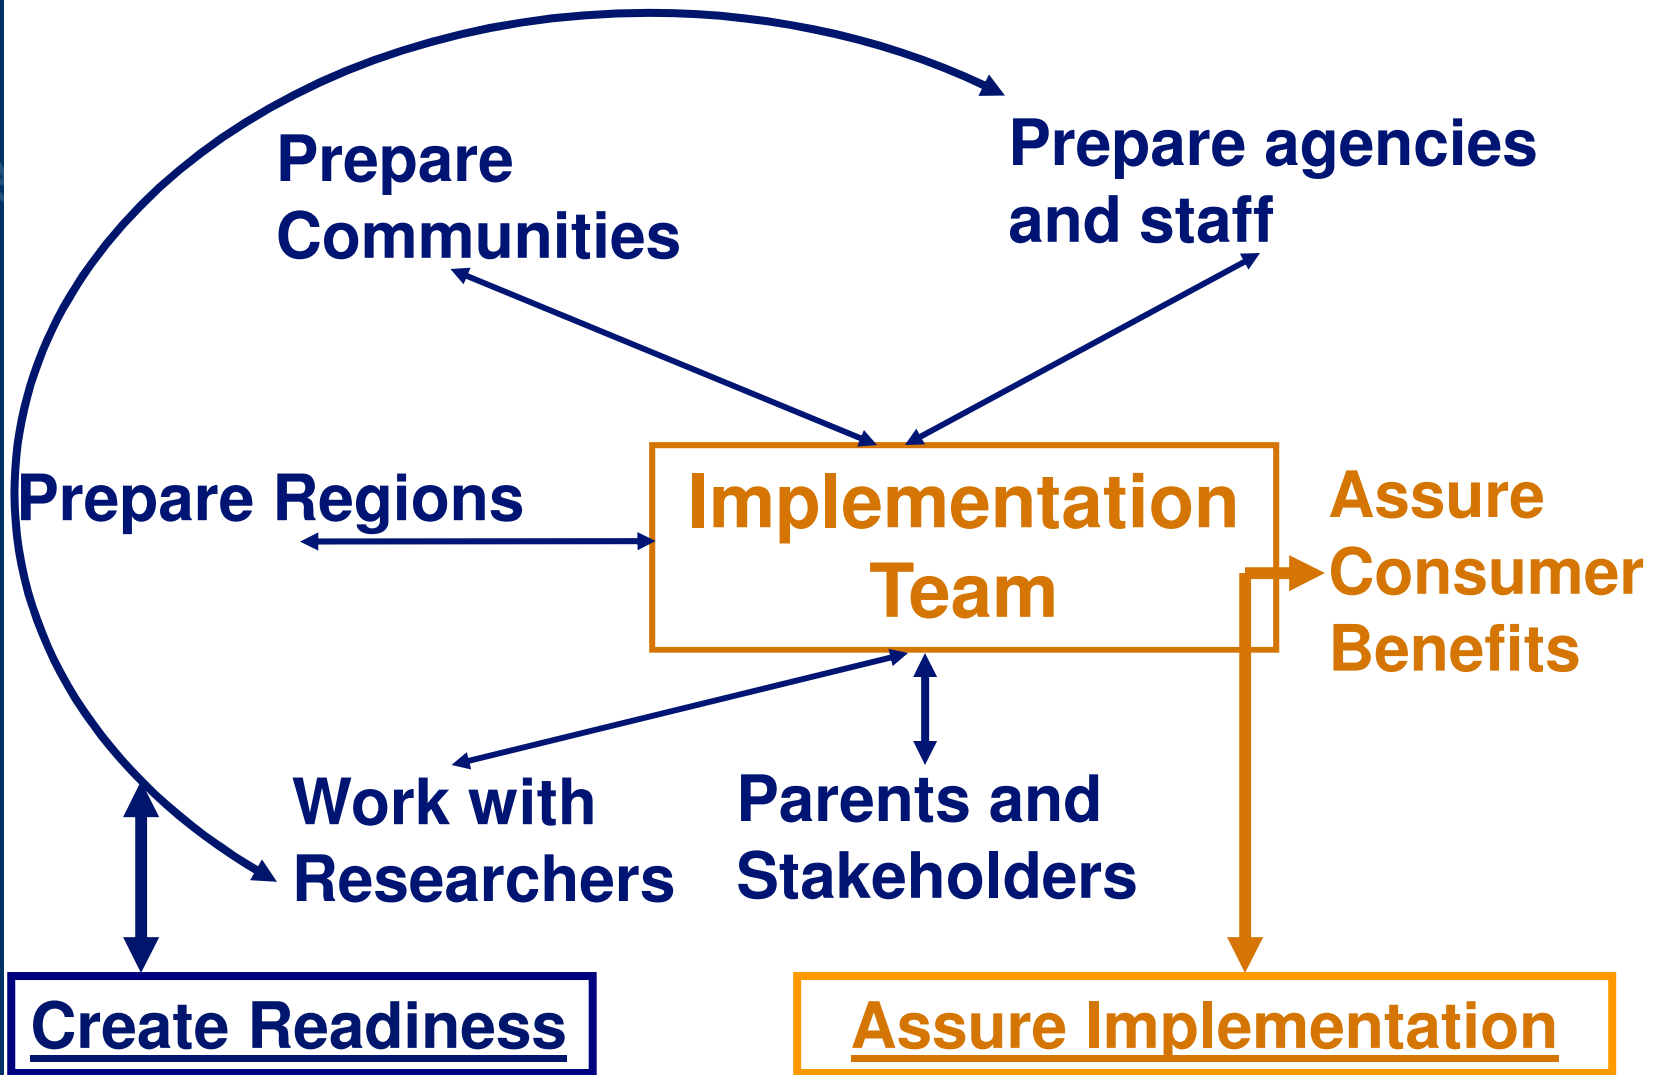 Prepare
Communities
Prepare agencies
and staff
Prepare Regions
Implementation
Team
Assure
Consumer
Benefits
Work with
Researchers
Parents and
Stakeholders
Create Readiness
Assure Implementation